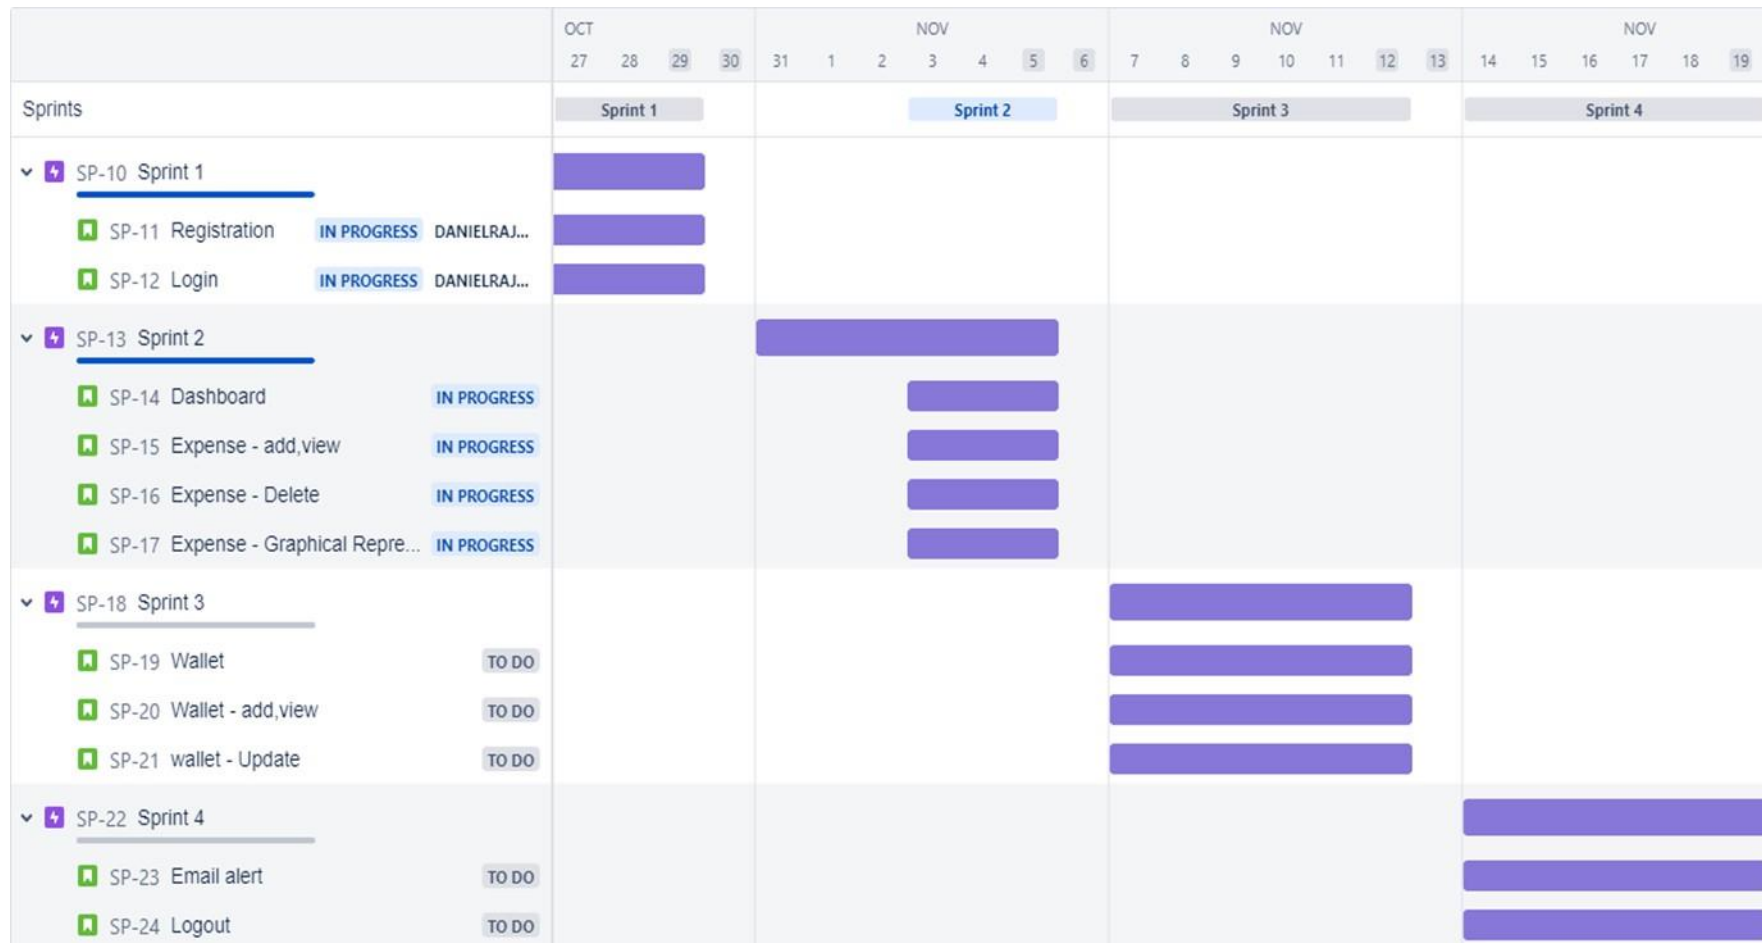 OCT NOV NOV NOV
27 28 29 30 31 1 2 3 4 5 6 7 8 9 10 11 12 13 14 15 16 17 18 19
Sprints Sprint 1 Sprint 2 Sprint 3 Sprint 4
SP-10 Sprint 1
SP-11 Registration IN PROGRESS DANIELRAJ...
SP-12 Login IN PROGRESS DANIELRAJ...
SP-13 Sprint 2
SP-14 Dashboard IN PROGRESS
SP-15 Expense - add,view IN PROGRESS
SP-16 Expense - Delete IN PROGRESS
SP-17 Expense - Graphical Repre... IN PROGRESS
SP-18 Sprint 3
SP-19 Wallet TO DO
SP-20 Wallet - add,view TO DO
SP-21 wallet - Update TO DO
SP-22 Sprint 4
SP-23 Email alert TO DO
SP-24 Logout TO DO